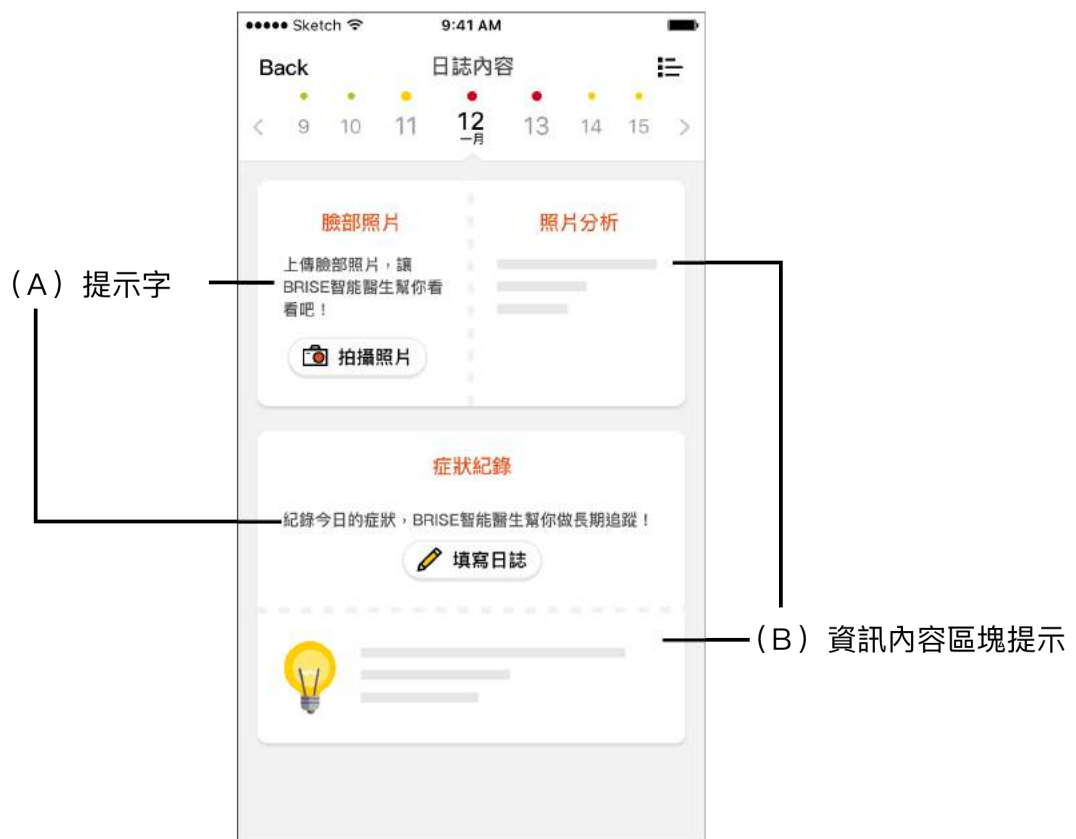 Sketch 9:41 AM
Back 日誌內容
9 10 11 12 13 14 15
一月
臉部照片
上傳臉部照片，讓
BRISE智能醫生幫你看
看吧！
拍攝照片
照片分析
症狀紀錄
紀錄今日的症狀，BRISE智能醫生幫你做長期追蹤！
填寫日誌
（A）提示字
（B）資訊內容區塊提示